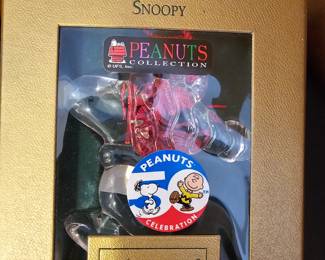 SNOOPY
PEANUTS
COLLECTION
© UFS, Inc.
PEANUTS
50
CELEBRATION